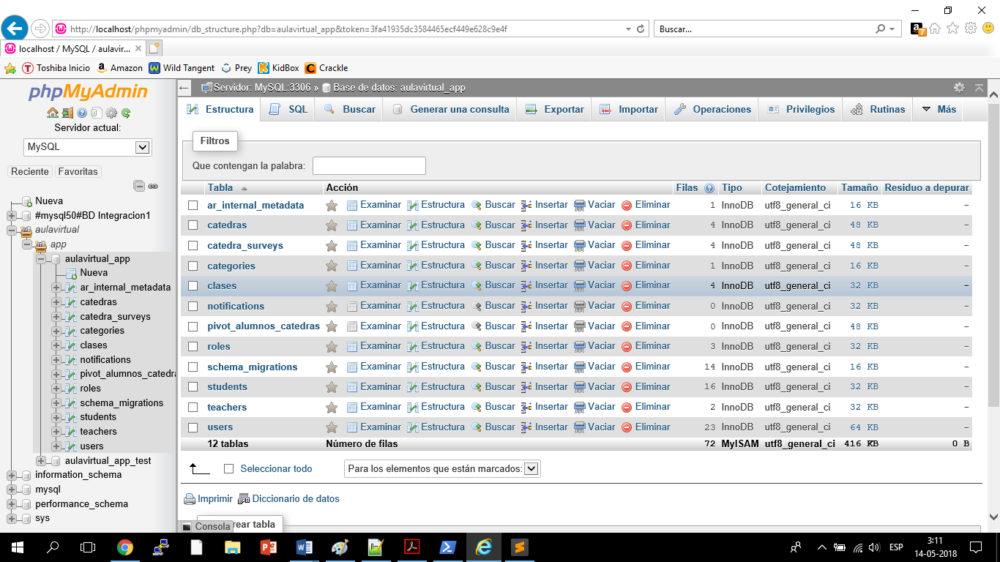 http://localhost/phpmyadmin/db_structure.php?db=aulavirtual_app&token=3fa41935dc3584465ecf449e628c9e4f
Buscar...
localhost / MySQL / aulavir...
Toshiba Inicio Amazon Wild Tangent Prey KidBox Crackle
phpMyAdmin
Servidor actual:
MySQL
Reciente Favoritas
Nueva
#mysql50#BD Integracion1
aulavirtual
app
aulavirtual_app
Nueva
ar_internal_metadata
catedras
catedra_surveys
categories
clases
notifications
pivot_alumnos_catedra
roles
schema_migrations
students
teachers
users
aulavirtual_app_test
information_schema
mysql
performance_schema
sys
Servidor: MySQL:3306 » Base de datos: aulavirtual_app
Estructura SQL Buscar Generar una consulta Exportar Importar Operaciones Privilegios Rutinas Más
Filtros
Que contengan la palabra:
Tabla Acción Filas Tipo Cotejamiento Tamaño Residuo a depurar
ar_internal_metadata Examinar Estructura Buscar Insertar Vaciar Eliminar 1 InnoDB utf8_general_ci 16 KB –
catedras Examinar Estructura Buscar Insertar Vaciar Eliminar 4 InnoDB utf8_general_ci 48 KB –
catedra_surveys Examinar Estructura Buscar Insertar Vaciar Eliminar 4 InnoDB utf8_general_ci 48 KB –
categories Examinar Estructura Buscar Insertar Vaciar Eliminar 1 InnoDB utf8_general_ci 16 KB –
clases Examinar Estructura Buscar Insertar Vaciar Eliminar 4 InnoDB utf8_general_ci 32 KB –
notifications Examinar Estructura Buscar Insertar Vaciar Eliminar 0 InnoDB utf8_general_ci 32 KB –
pivot_alumnos_catedras Examinar Estructura Buscar Insertar Vaciar Eliminar 0 InnoDB utf8_general_ci 48 KB –
roles Examinar Estructura Buscar Insertar Vaciar Eliminar 3 InnoDB utf8_general_ci 32 KB –
schema_migrations Examinar Estructura Buscar Insertar Vaciar Eliminar 14 InnoDB utf8_general_ci 16 KB –
students Examinar Estructura Buscar Insertar Vaciar Eliminar 16 InnoDB utf8_general_ci 32 KB –
teachers Examinar Estructura Buscar Insertar Vaciar Eliminar 2 InnoDB utf8_general_ci 32 KB –
users Examinar Estructura Buscar Insertar Vaciar Eliminar 23 InnoDB utf8_general_ci 64 KB –
12 tablas Número de filas 72 MyISAM utf8_general_ci 416 KB 0 B
Seleccionar todo Para los elementos que están marcados:
Imprimir Diccionario de datos
Consola rear tabla
ESP
3:11
14-05-2018